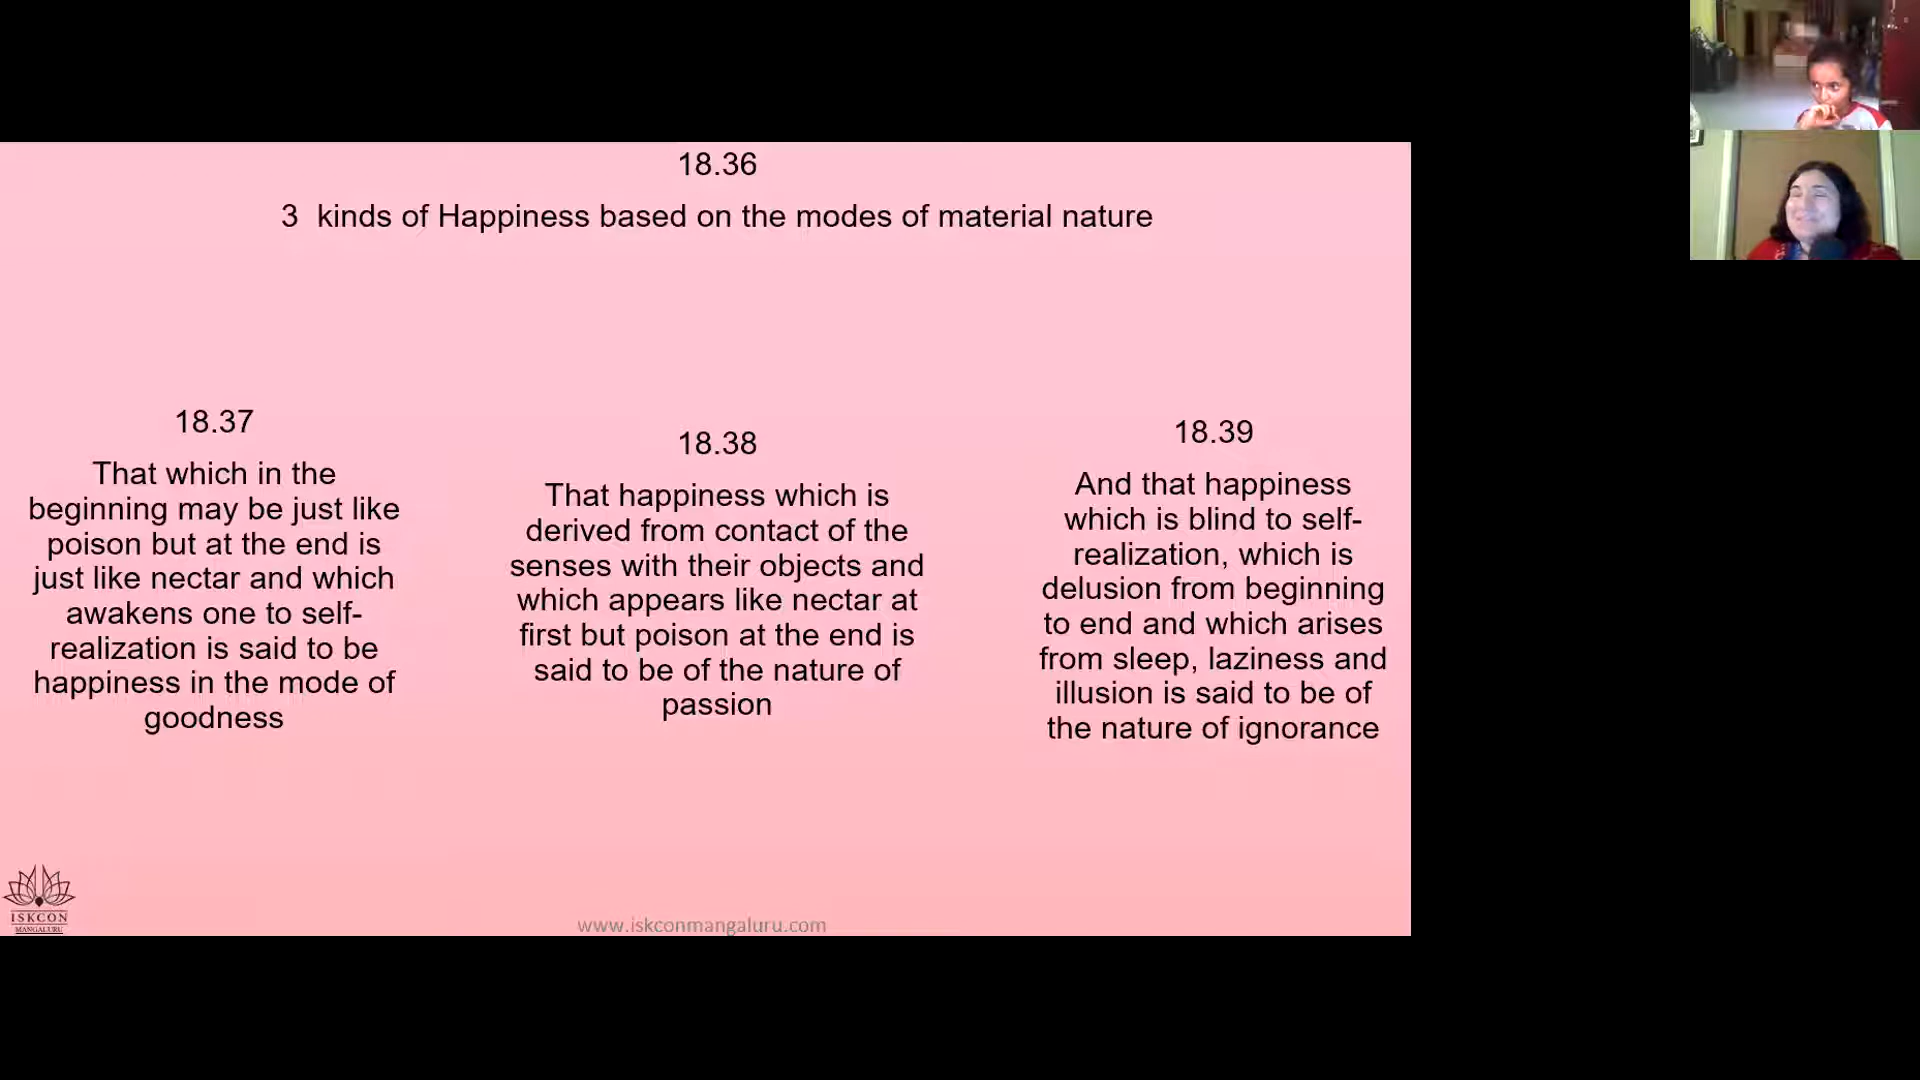 18.36
3 kinds of Happiness based on the modes of material nature
18.37
That which in the
beginning may be just like
poison but at the end is
just like nectar and which
awakens one to self-
realization is said to be
happiness in the mode of
goodness
18.38
That happiness which is
derived from contact of the
senses with their objects and
which appears like nectar at
first but poison at the end is
said to be of the nature of
passion
18.39
And that happiness
which is blind to self-
realization, which is
delusion from beginning
to end and which arises
from sleep, laziness and
illusion is said to be of
the nature of ignorance
ISKCON
MANGALURU
www.iskconmangaluru.com